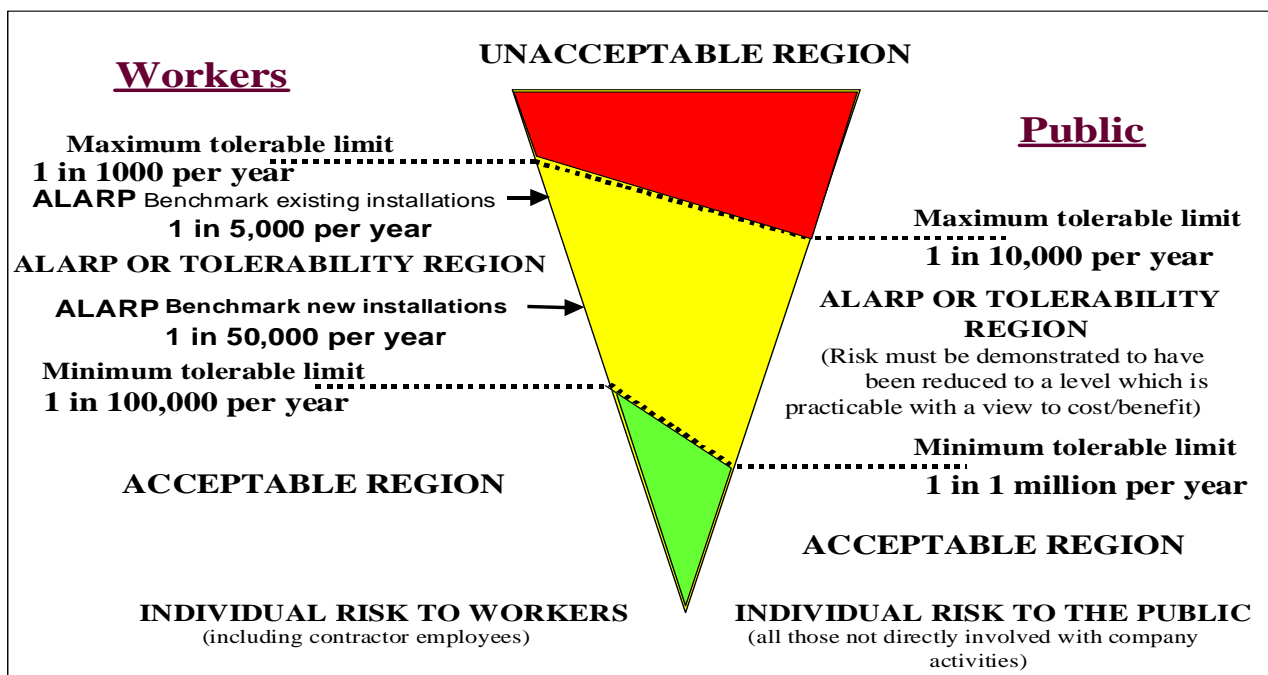 UNACCEPTABLE REGION
Workers
Maximum tolerable limit
1 in 1000 per year
ALARP Benchmark existing installations
1 in 5,000 per year
ALARP OR TOLERABILITY REGION
ALARP Benchmark new installations
1 in 50,000 per year
Minimum tolerable limit
1 in 100,000 per year
ACCEPTABLE REGION
INDIVIDUAL RISK TO WORKERS
(including contractor employees)
Public
Maximum tolerable limit
1 in 10,000 per year
ALARP OR TOLERABILITY
REGION
(Risk must be demonstrated to have
been reduced to a level which is
practicable with a view to cost/benefit)
Minimum tolerable limit
1 in 1 million per year
ACCEPTABLE REGION
INDIVIDUAL RISK TO THE PUBLIC
(all those not directly involved with company
activities)